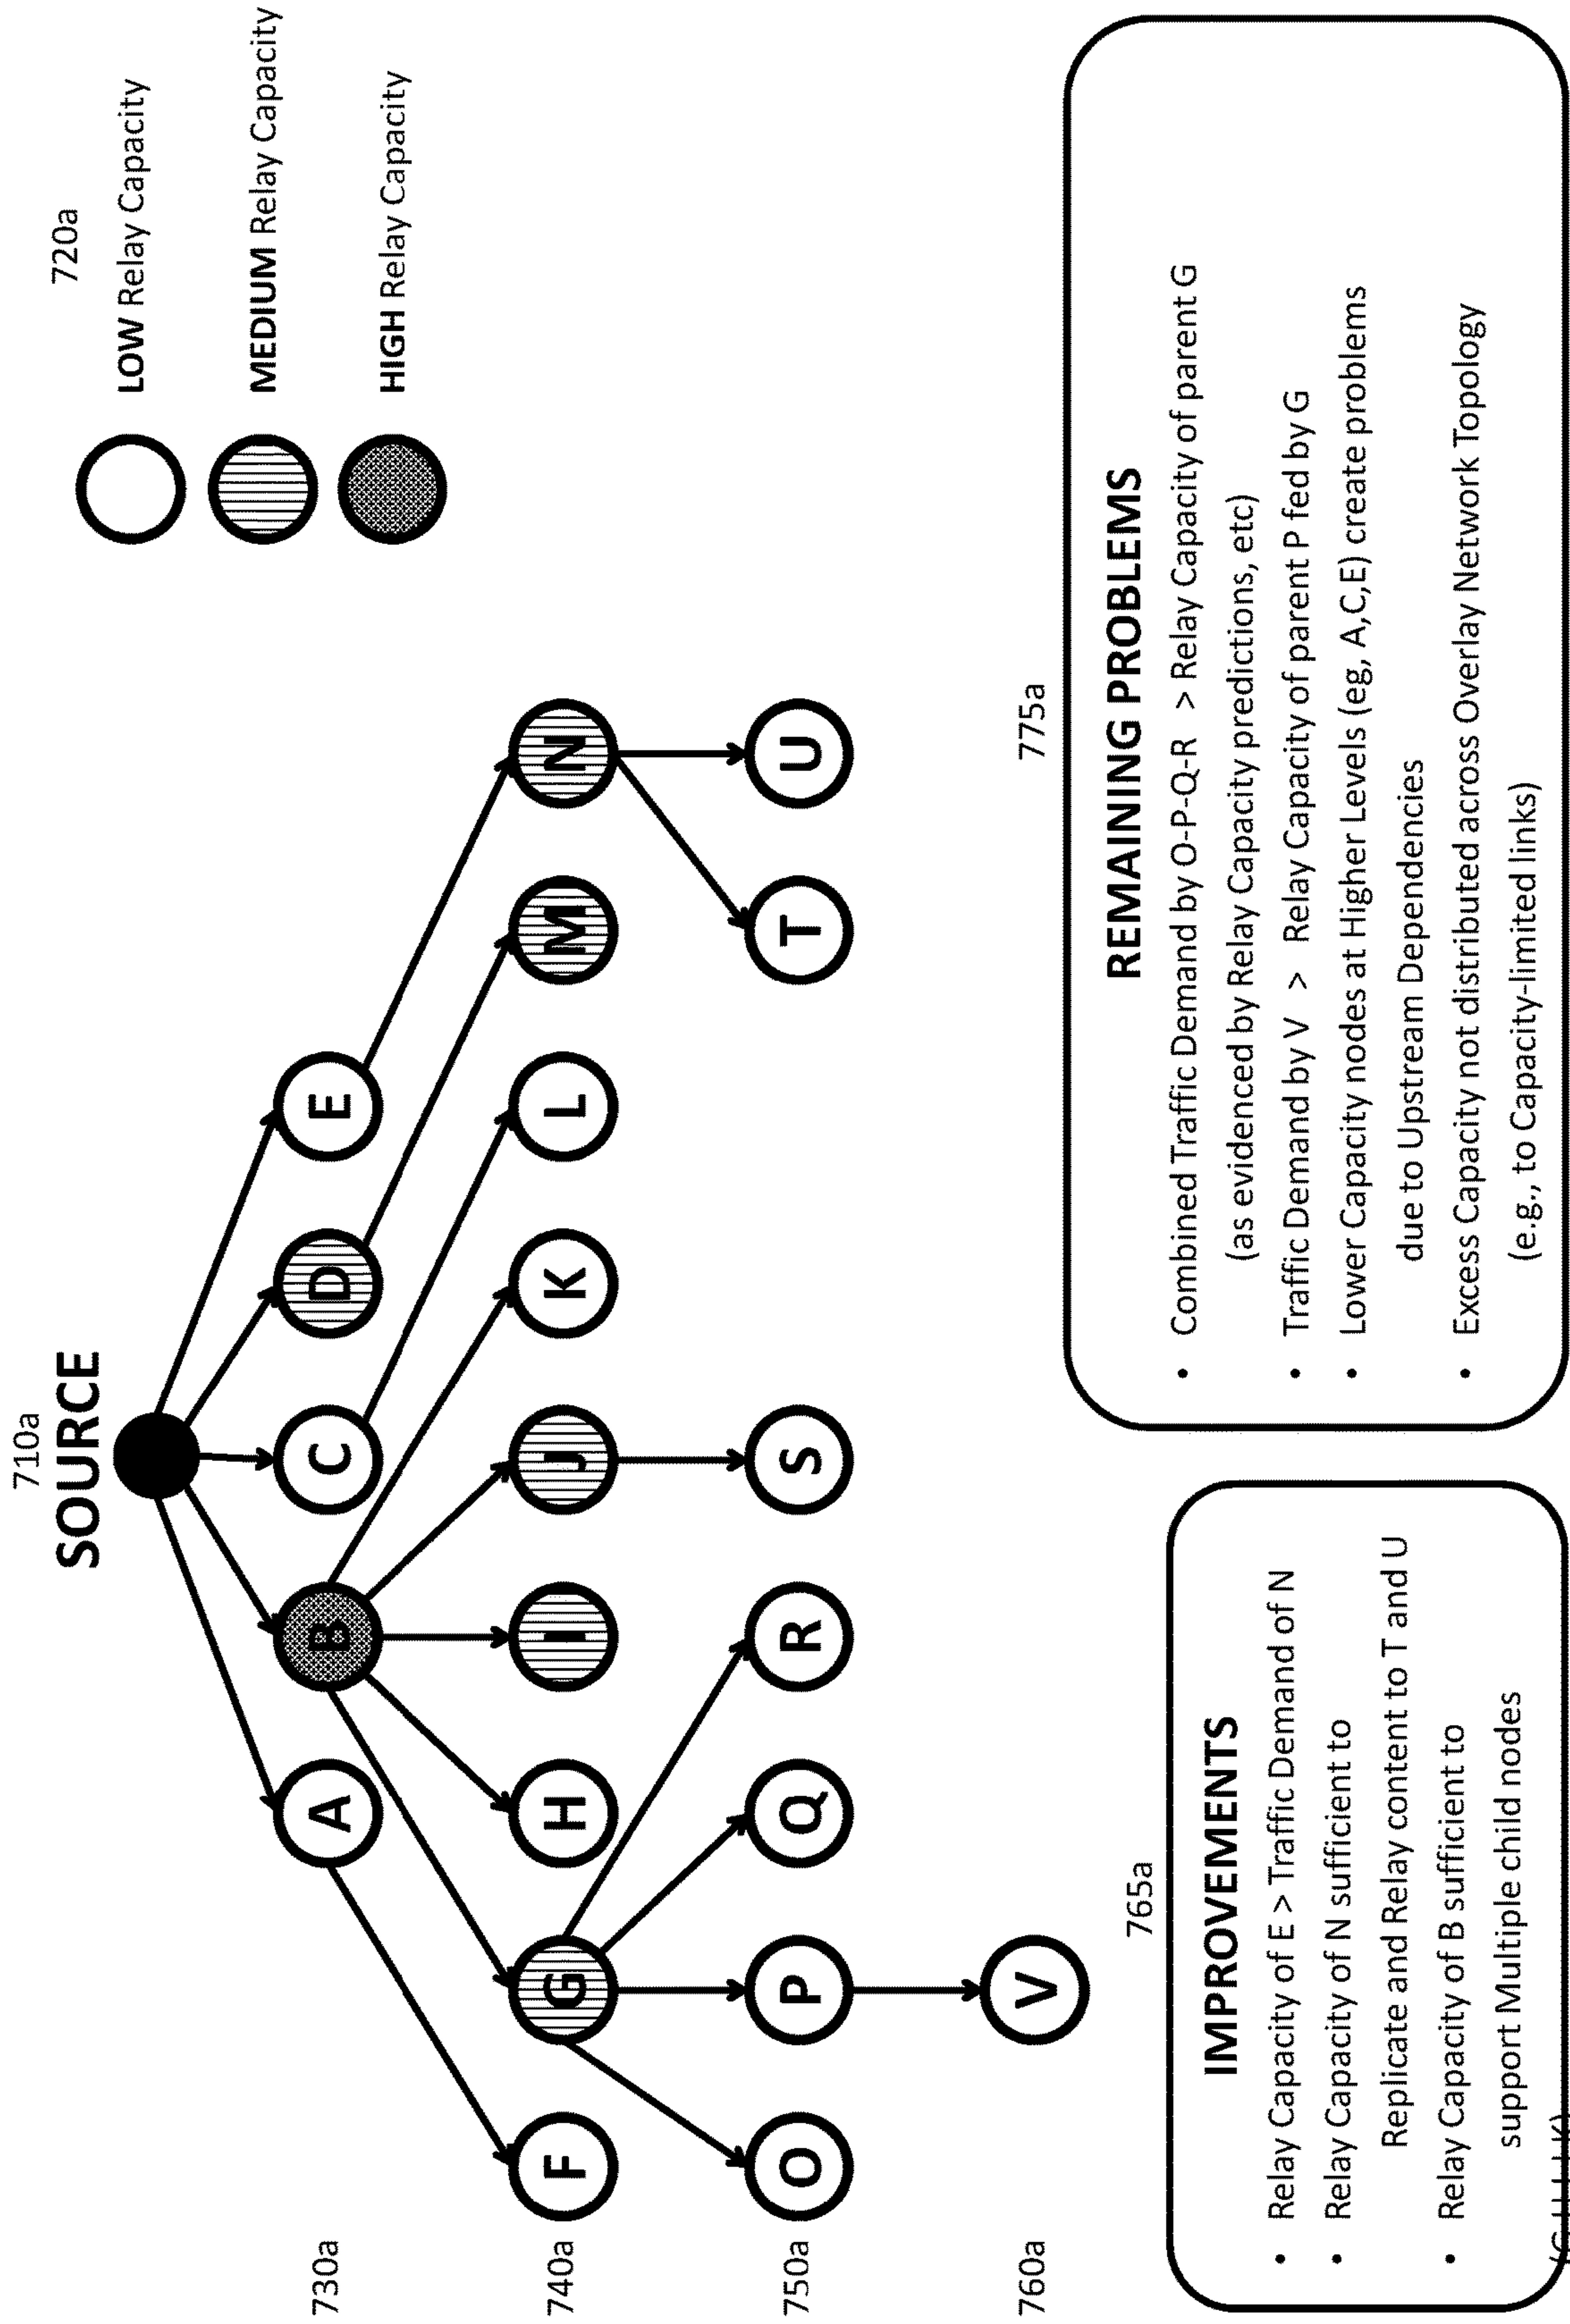 710a
SOURCE
720a
LOW Relay Capacity
MEDIUM Relay Capacity
HIGH Relay Capacity
730a
A
B
C
D
E
740a
F
G
H
I
J
K
L
M
N
750a
O
P
Q
R
S
T
U
760a
V
765a
IMPROVEMENTS
• Relay Capacity of E > Traffic Demand of N
• Relay Capacity of N sufficient to
Replicate and Relay content to T and U
• Relay Capacity of B sufficient to
support Multiple child nodes
775a
REMAINING PROBLEMS
• Combined Traffic Demand by O-P-Q-R > Relay Capacity of parent G
(as evidenced by Relay Capacity predictions, etc)
• Traffic Demand by V > Relay Capacity of parent P fed by G
• Lower Capacity nodes at Higher Levels (eg, A,C,E) create problems
due to Upstream Dependencies
• Excess Capacity not distributed across Overlay Network Topology
(e.g., to Capacity-limited links)